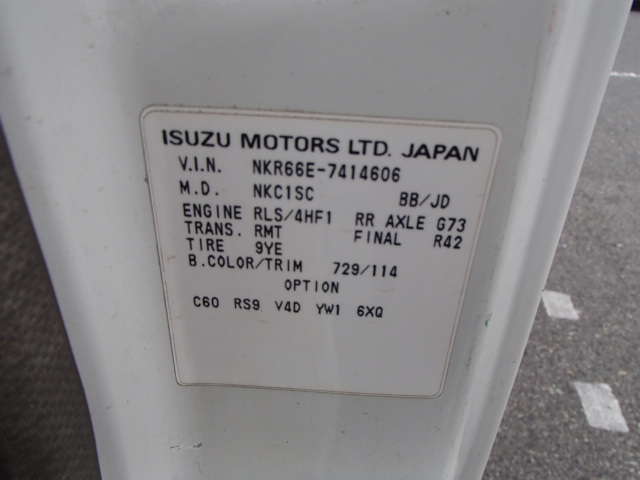 ISUZU MOTORS LTD. JAPAN
V.I.N. NKR66E-7414606
M.D. NKC1SC BB/JD
ENGINE RLS/4HF1 RR AXLE G73
TRANS. RMT FINAL R42
TIRE 9YE
B.COLOR/TRIM 729/114
OPTION
C60 RS9 V4D YW1 6XQ